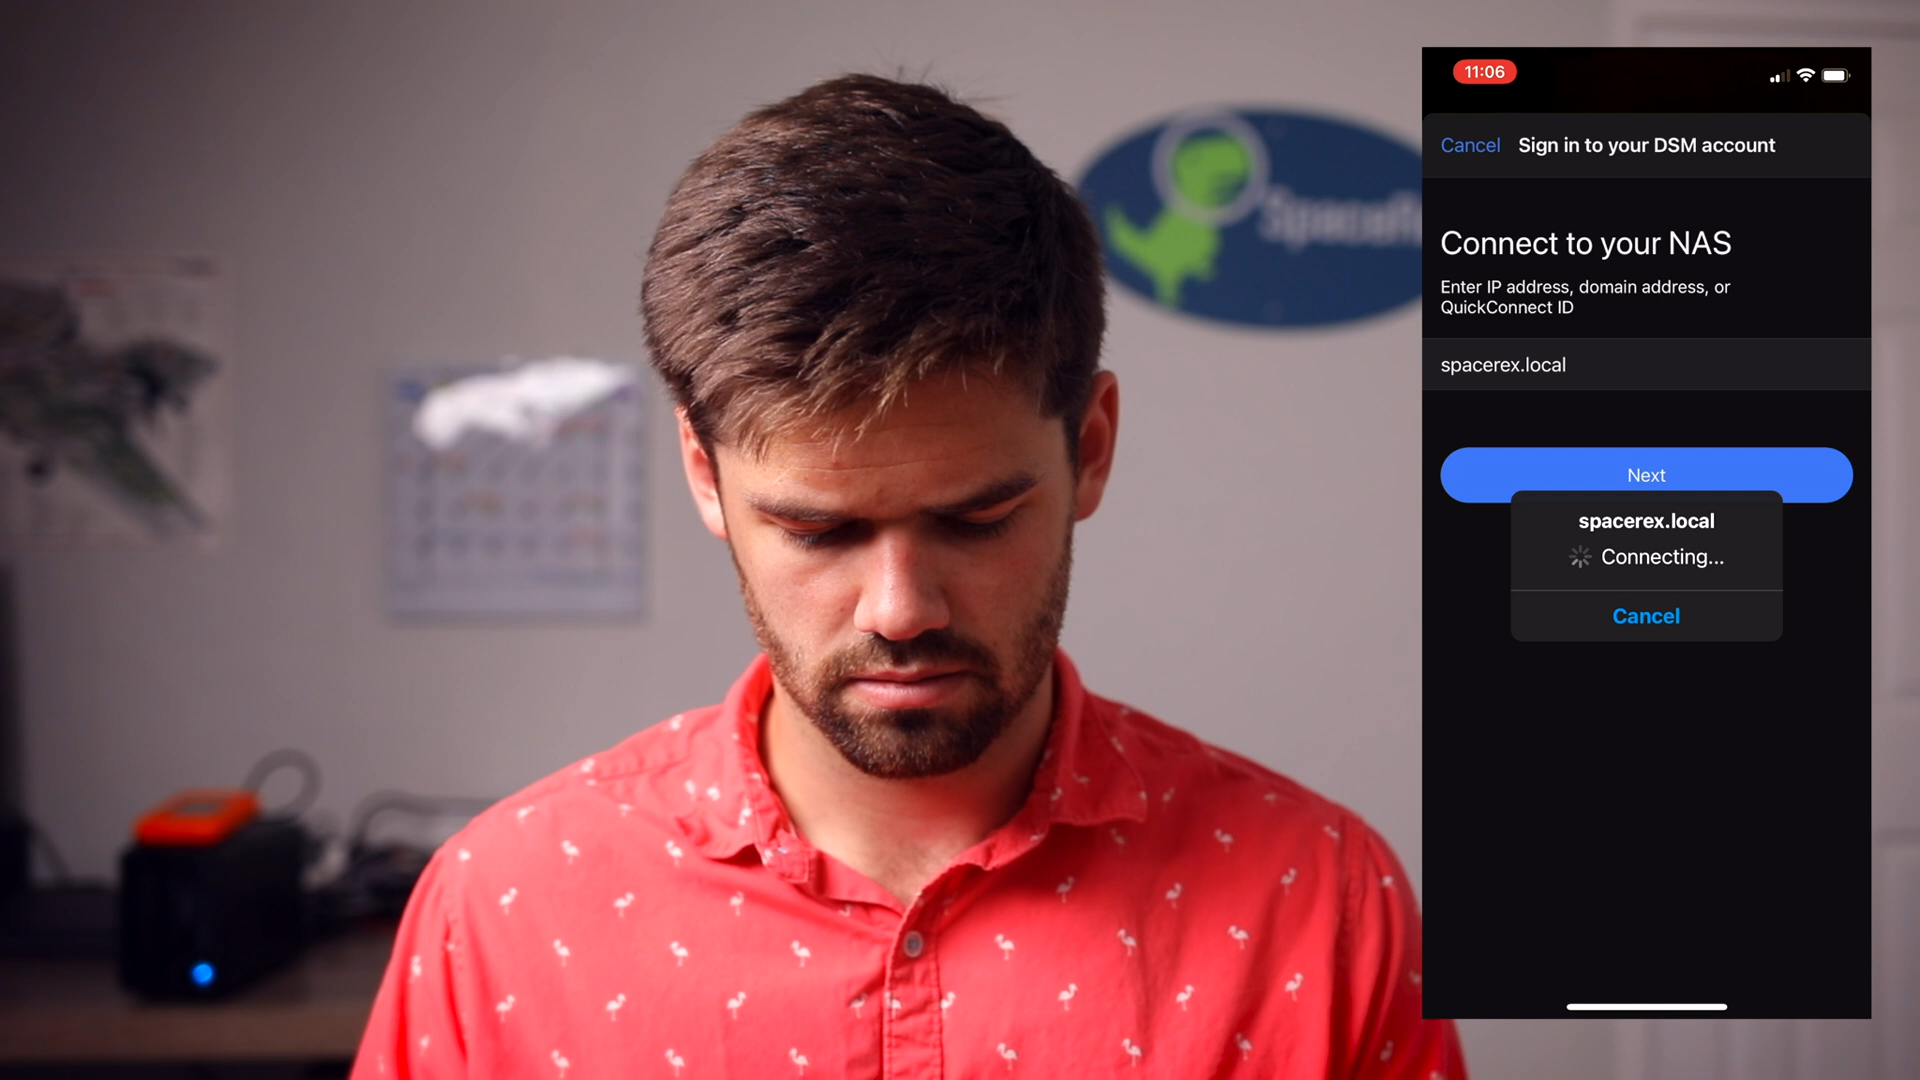 11:06
Cancel Sign in to your DSM account
Connect to your NAS
Enter IP address, domain address, or
QuickConnect ID
spacerex.local
Next
spacerex.local
Connecting...
Cancel